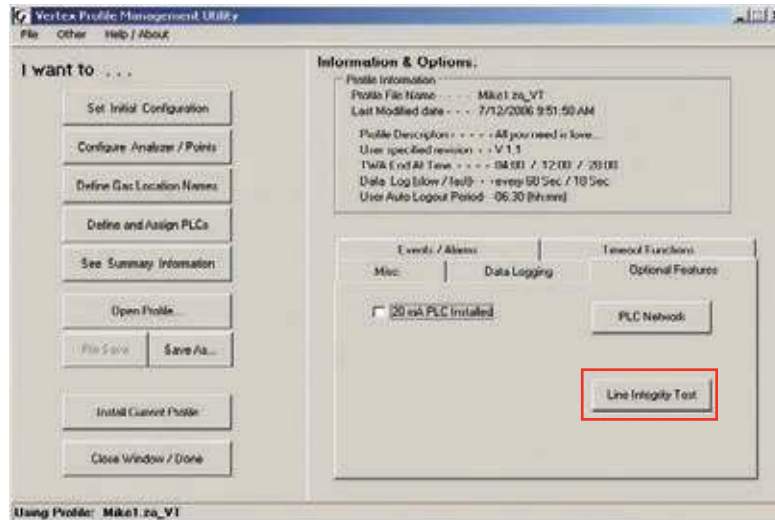 Vertex Profile Management Utility
File Other Help / About
I want to . . .
Set Initial Configuration
Configure Analyzer / Points
Define Gas Location Names
Define and Assign PLCs
See Summary Information
Open Profile...
File Save
Save As...
Install Current Profile
Close Window / Done
Information & Options.
Profile Information
Profile File Name - - - - Mike1.za_VT
Last Modified date - - - 7/12/2006 9:51:50 AM
Profile Description - - - - - All you need is love...
User specified revision - - V 1.1
TWA End At Time - - - - 04:00 / 12:00 / 20:00
Data Log (slow / fast) - - every 60 Sec / 10 Sec
User Auto Logout Period 06:30 (hh:mm)
Events / Alarms
Timeout Functions
Misc.
Data Logging
Optional Features
20 mA PLC Installed
PLC Network
Line Integrity Test
Using Profile: Mike1.za_VT